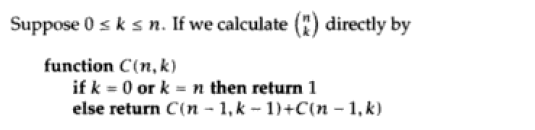 Suppose 0 ≤ k ≤ n. If we calculate (n k) directly by
function C(n, k)
if k = 0 or k = n then return 1
else return C(n − 1, k − 1)+C(n − 1, k)